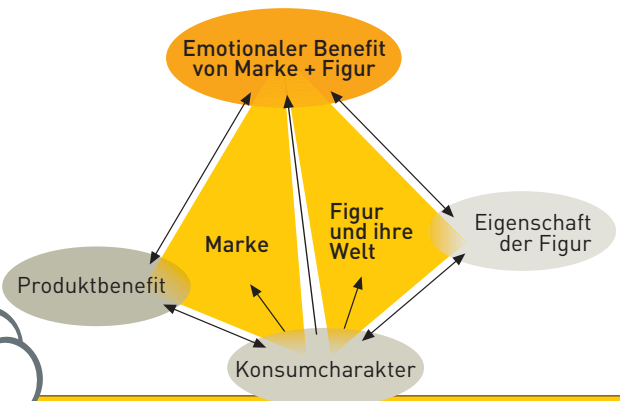 Emotionaler Benefit
von Marke + Figur
Marke
Figur
und ihre
Welt
Eigenschaft
der Figur
Produktbenefit
Konsumcharakter